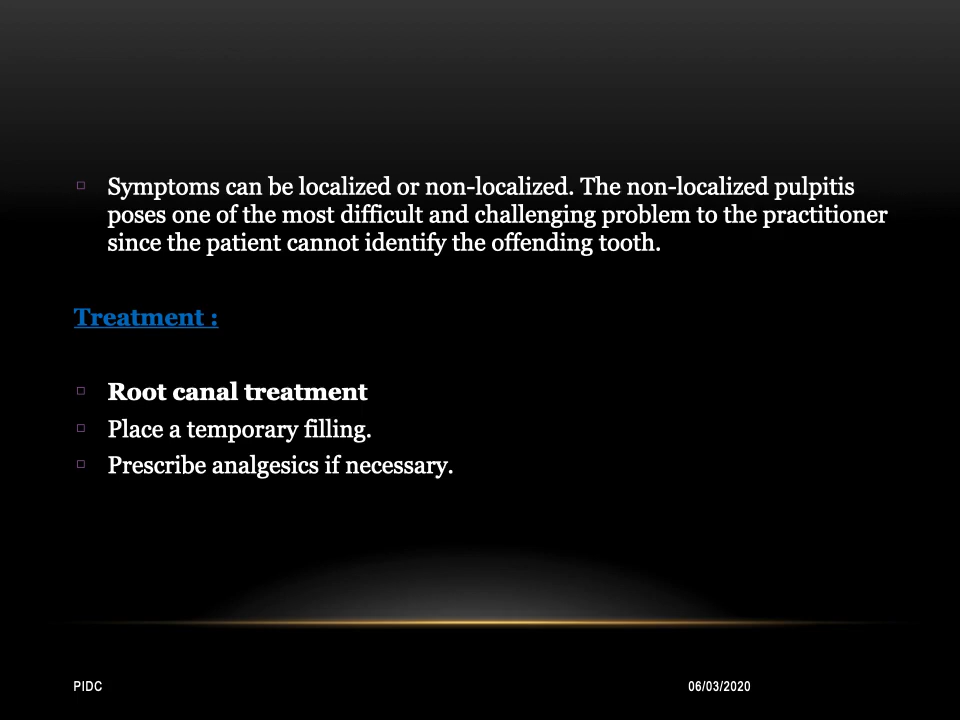 Symptoms can be localized or non-localized. The non-localized pulpitis
poses one of the most difficult and challenging problem to the practitioner
since the patient cannot identify the offending tooth.
Treatment :
Root canal treatment
Place a temporary filling.
Prescribe analgesics if necessary.
PIDC
06/03/2020